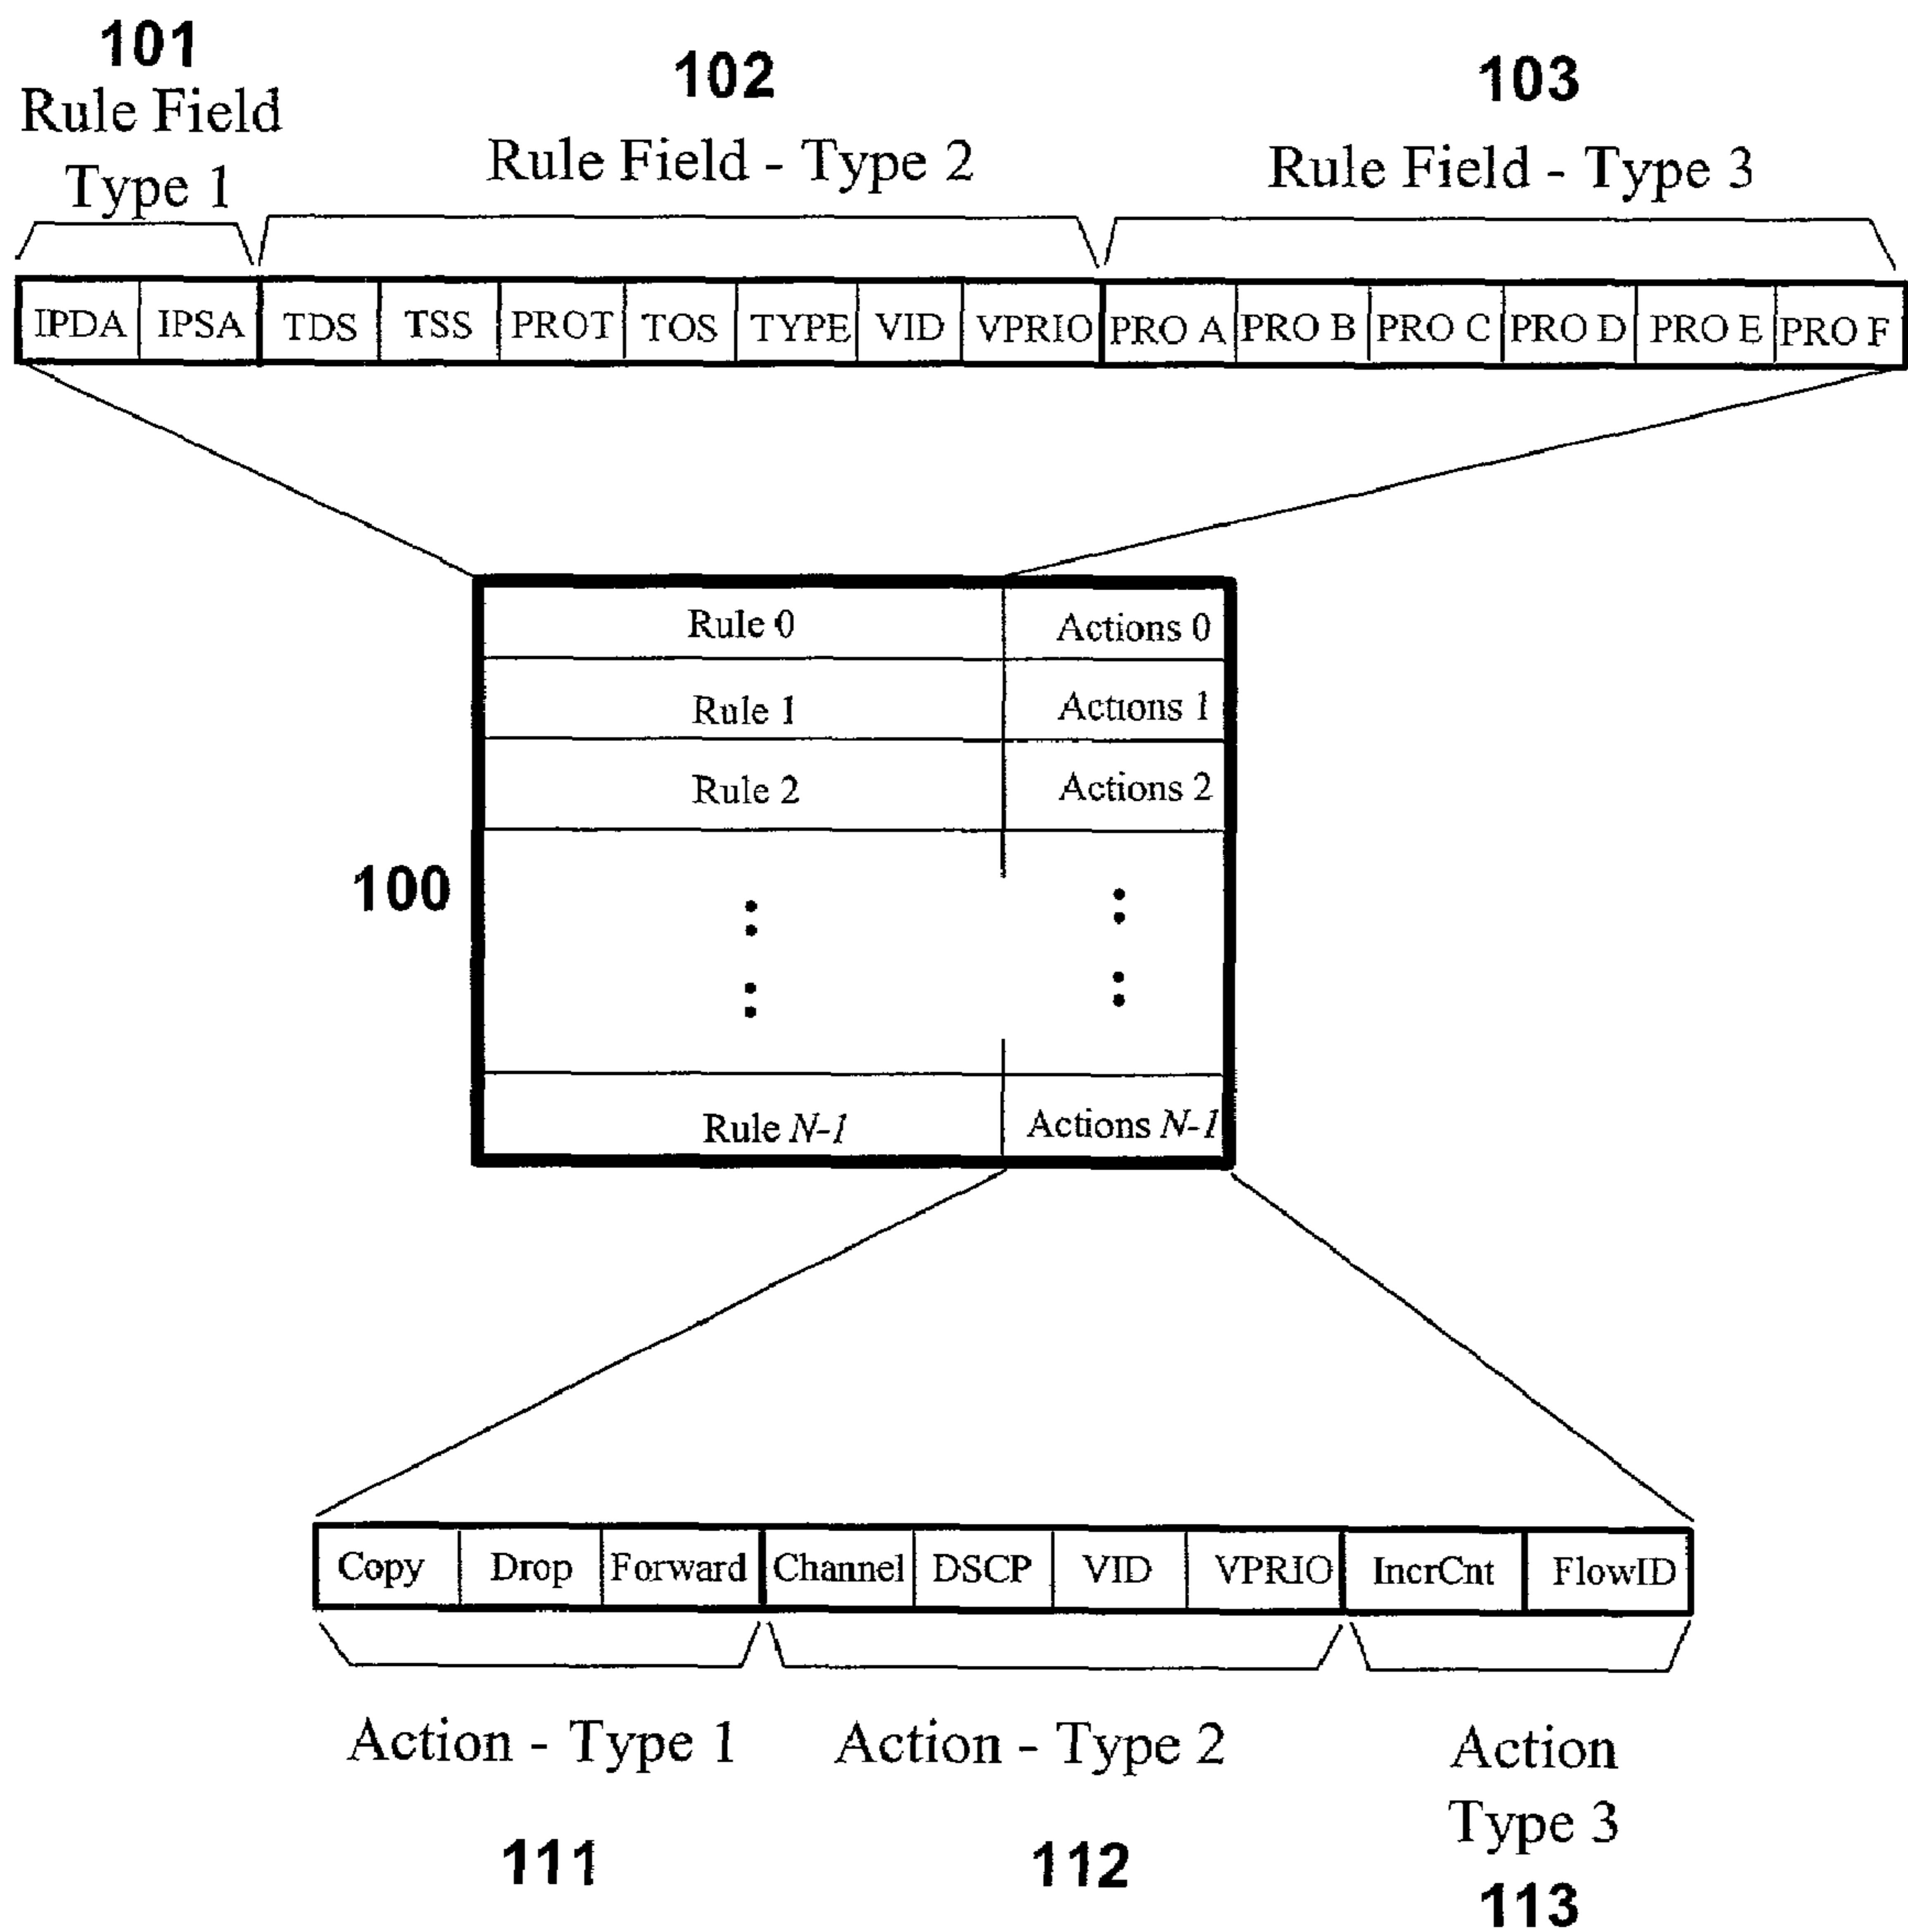 101
Rule Field
Type 1
102
Rule Field - Type 2
103
Rule Field - Type 3
IPDA IPSA TDS TSS PROT TOS TYPE VID VPRIO PRO A PRO B PRO C PRO D PRO E PRO F
Rule 0 Actions 0
Rule 1 Actions 1
Rule 2 Actions 2
100
Rule N-1 Actions N-1
Copy Drop Forward Channel DSCP VID VPRIO IncrCnt FlowID
Action - Type 1
111
Action - Type 2
112
Action
Type 3
113